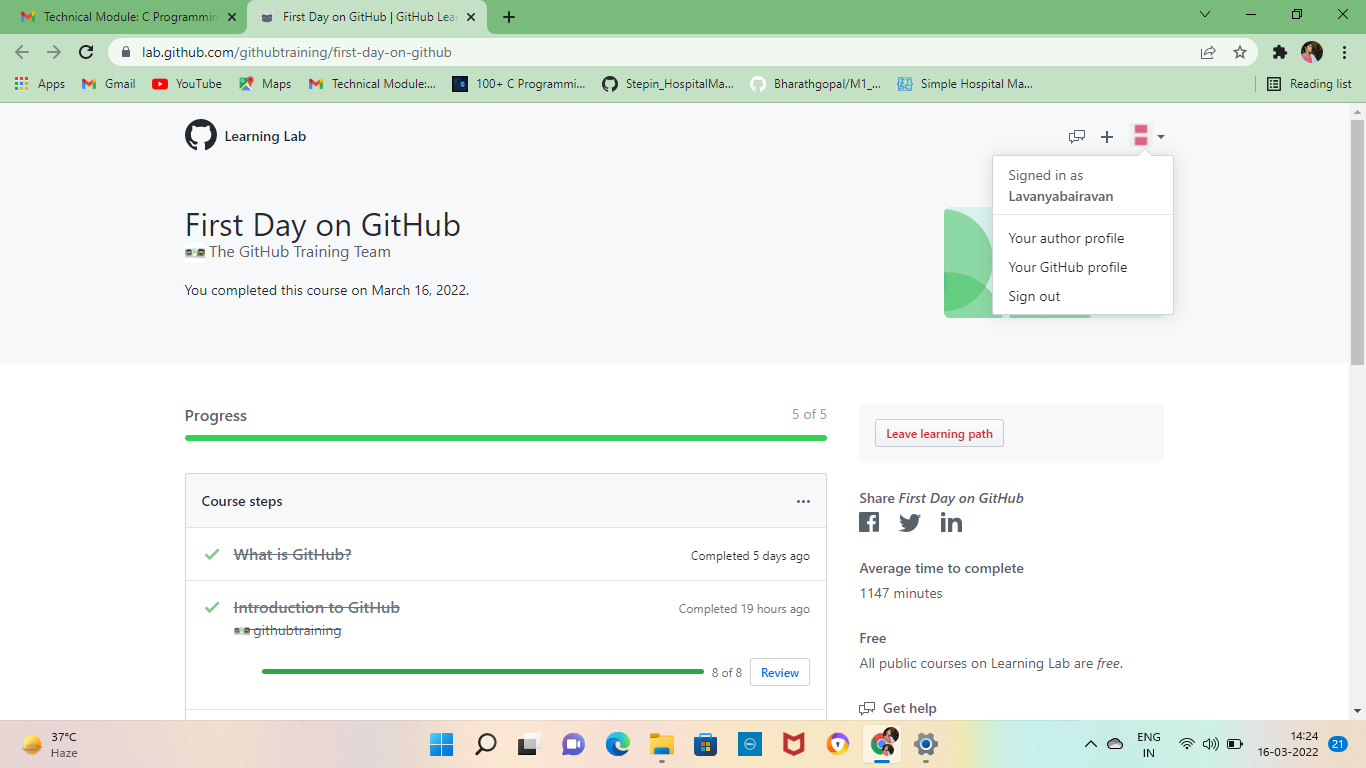 Technical Module: C Programmin
First Day on GitHub | GitHub Lea
lab.github.com/githubtraining/first-day-on-github
Apps
Gmail
YouTube
Maps
Technical Module:...
100+ C Programmi...
Stepin_HospitalMa...
Bharathgopal/M1_...
Simple Hospital Ma...
Reading list
Learning Lab
Signed in as
Lavanyabairavan
Your author profile
Your GitHub profile
Sign out
First Day on GitHub
The GitHub Training Team
You completed this course on March 16, 2022.
Progress
5 of 5
Leave learning path
Course steps
What is GitHub?
Completed 5 days ago
Introduction to GitHub
Completed 19 hours ago
githubtraining
8 of 8
Review
Share First Day on GitHub
Average time to complete
1147 minutes
Free
All public courses on Learning Lab are free.
Get help
37°C
Haze
ENG
IN
14:24
16-03-2022
21